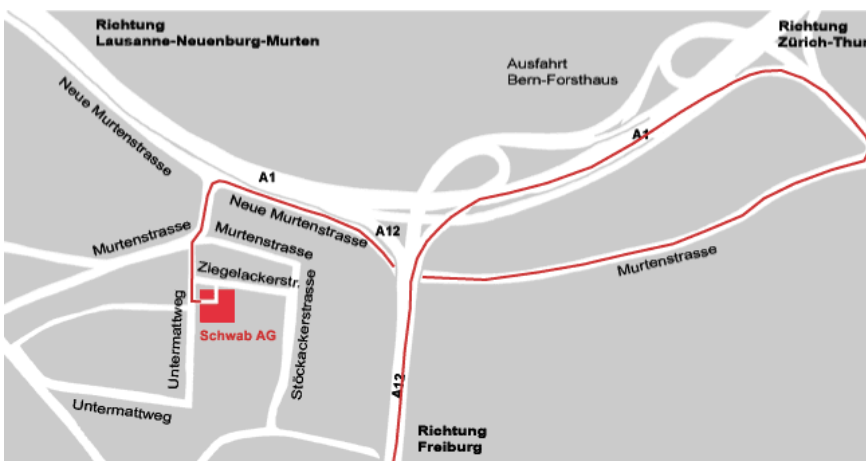 Richtung
Lausanne-Neuenburg-Murten
Richtung
Zürich-Thun
Ausfahrt
Bern-Forsthaus
Neue Murtenstrasse
A1
A1
Neue Murtenstrasse
A12
Murtenstrasse
Murtenstrasse
Murtenstrasse
Ziegelackerstr.
Schwab AG
Untermattweg
Stöckackerstrasse
Untermattweg
A12
Richtung
Freiburg